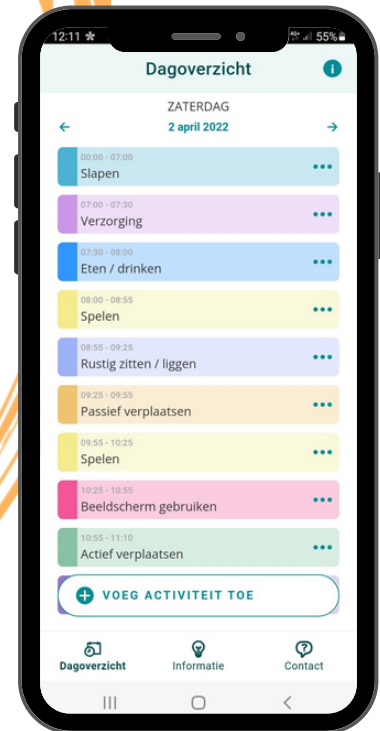 12:11 55%
Dagoverzicht
ZATERDAG
2 april 2022
00:00 - 07:00
Slapen
07:00 - 07:30
Verzorging
07:30 - 08:00
Eten / drinken
08:00 - 08:55
Spelen
08:55 - 09:25
Rustig zitten / liggen
09:25 - 09:55
Passief verplaatsen
09:55 - 10:25
Spelen
10:25 - 10:55
Beeldscherm gebruiken
10:55 - 11:10
Actief verplaatsen
VOEG ACTIVITEIT TOE
Dagoverzicht Informatie Contact